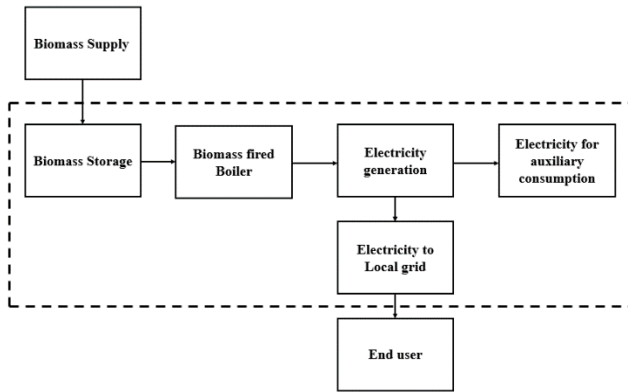 Biomass Supply
Biomass Storage
Biomass fired
Boiler
Electricity
generation
Electricity for
auxiliary
consumption
Electricity to
Local grid
End user